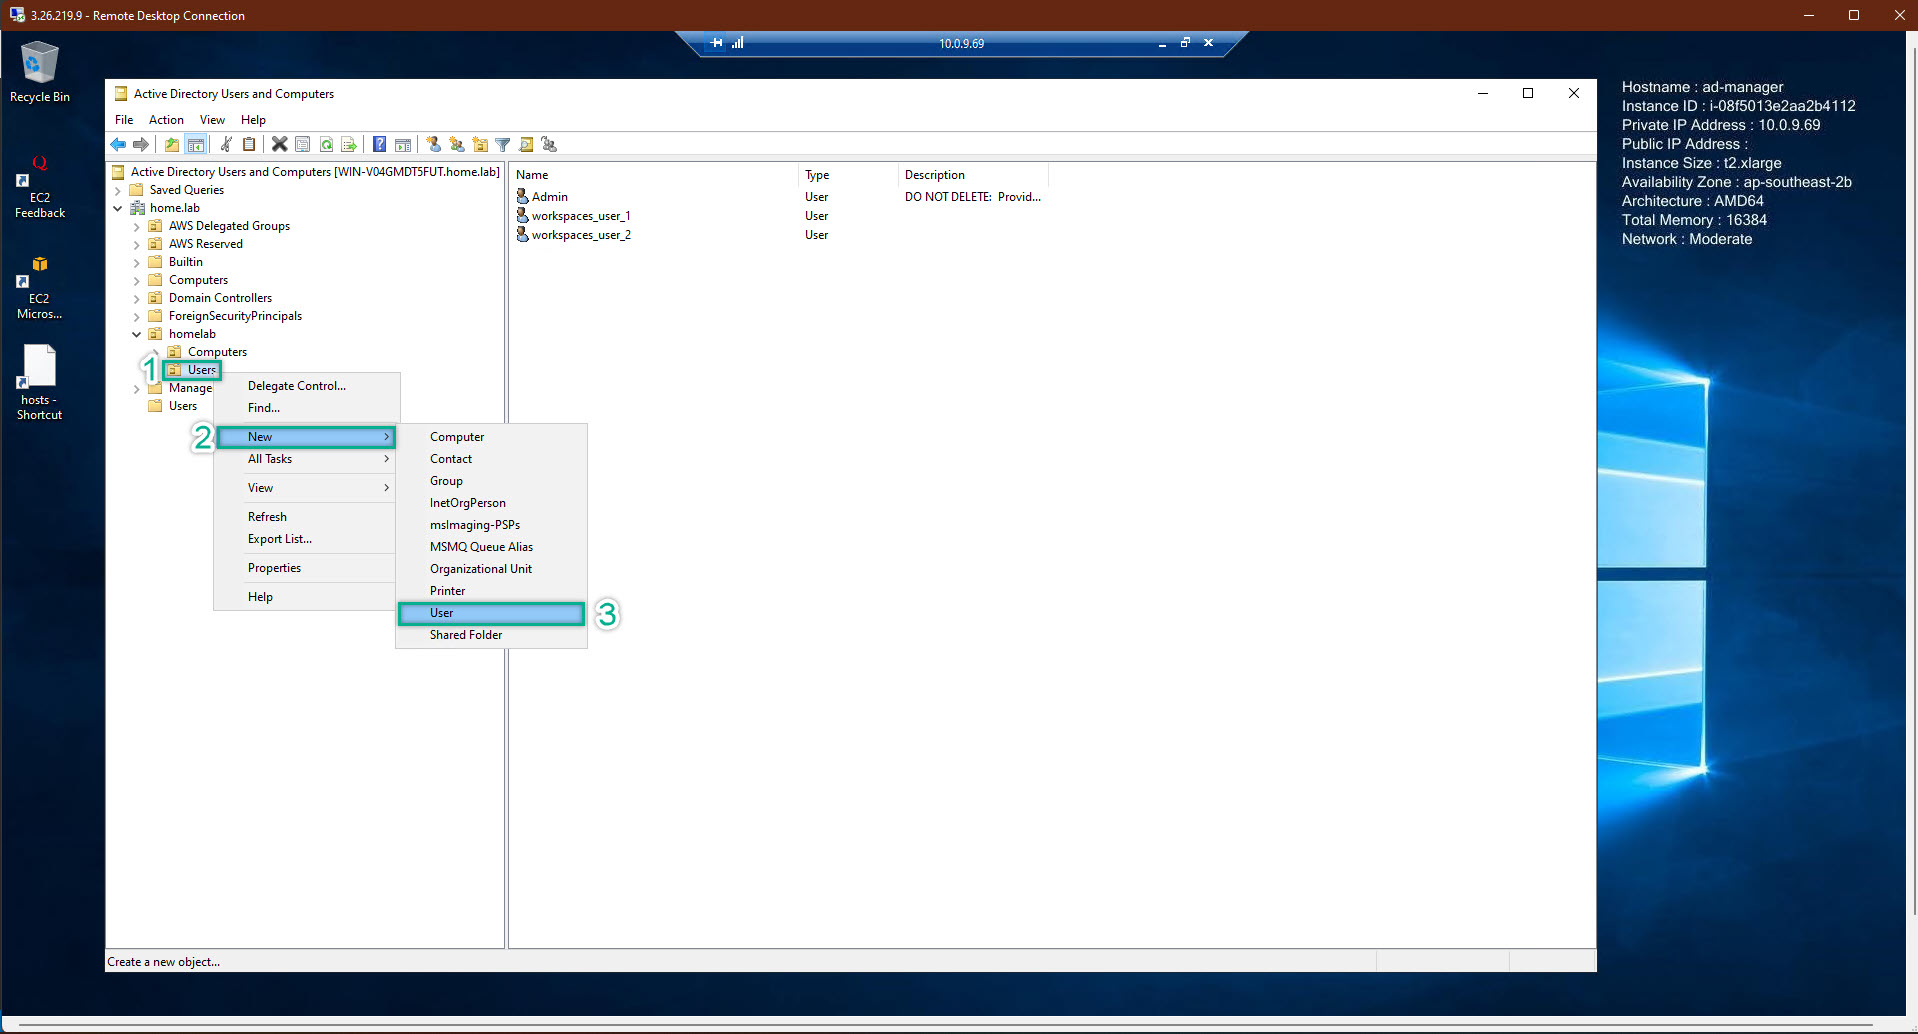 3.26.219.9 - Remote Desktop Connection
10.0.9.69
Recycle Bin
EC2
Feedback
EC2
Micros...
hosts -
Shortcut
Hostname : ad-manager
Instance ID : i-08f5013e2aa2b4112
Private IP Address : 10.0.9.69
Public IP Address :
Instance Size : t2.xlarge
Availability Zone : ap-southeast-2b
Architecture : AMD64
Total Memory : 16384
Network : Moderate
Active Directory Users and Computers
File Action View Help
Active Directory Users and Computers [WIN-V04GMDT5FUT.home.lab]
Saved Queries
home.lab
AWS Delegated Groups
AWS Reserved
Builtin
Computers
Domain Controllers
ForeignSecurityPrincipals
homelab
Computers
1 Users
Manage
Users
Name Type Description
Admin User DO NOT DELETE: Provid...
workspaces_user_1 User
workspaces_user_2 User
Delegate Control...
Find...
2 New
All Tasks
View
Refresh
Export List...
Properties
Help
Computer
Contact
Group
InetOrgPerson
msImaging-PSPs
MSMQ Queue Alias
Organizational Unit
Printer
User 3
Shared Folder
Create a new object...